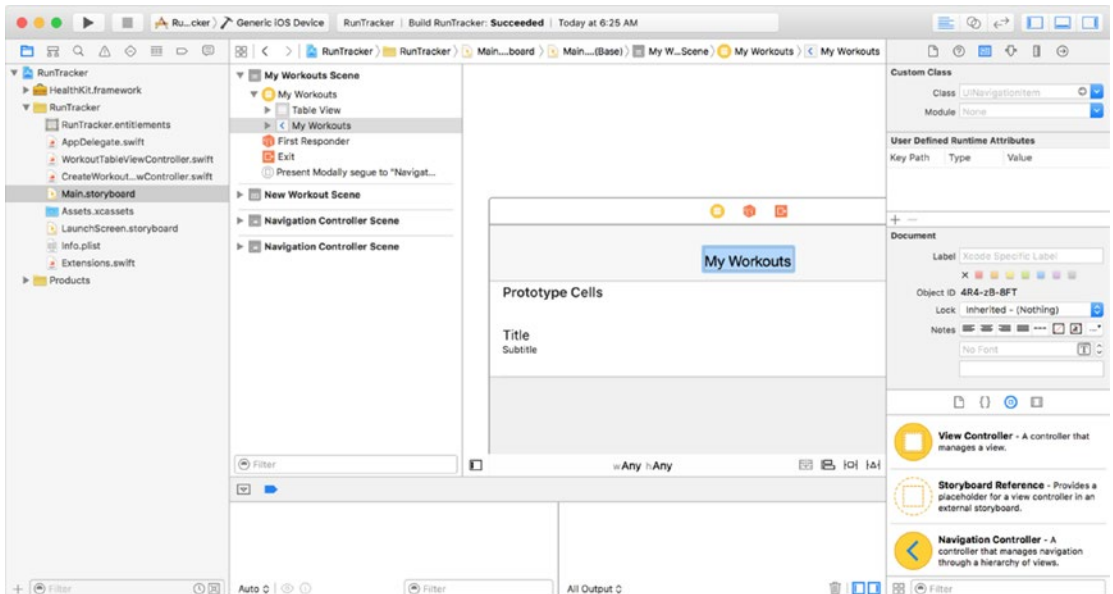 Ru...cker Generic iOS Device RunTracker | Build RunTracker: Succeeded | Today at 6:25 AM
RunTracker RunTracker Main....board Main....(Base) My W...Scene My Workouts My Workouts
RunTracker
HealthKit.framework
RunTracker
RunTracker.entitlements
AppDelegate.swift
WorkoutTableViewController.swift
CreateWorkout...wController.swift
Main.storyboard
Assets.xcassets
LaunchScreen.storyboard
Info.plist
Extensions.swift
Products
Filter
My Workouts Scene
My Workouts
Table View
My Workouts
First Responder
Exit
Present Modally segue to "Navigat...
New Workout Scene
Navigation Controller Scene
Navigation Controller Scene
Filter
My Workouts
Prototype Cells
Title
Subtitle
wAny hAny
Auto
Filter
All Output
Custom Class
Class UINavigationItem
Module None
User Defined Runtime Attributes
Key Path Type Value
Document
Label Xcode Specific Label
Object ID 4R4-zB-8FT
Lock Inherited - (Nothing)
Notes
No Font
View Controller - A controller that
manages a view.
Storyboard Reference - Provides a
placeholder for a view controller in an
external storyboard.
Navigation Controller - A
controller that manages navigation
through a hierarchy of views.
Filter